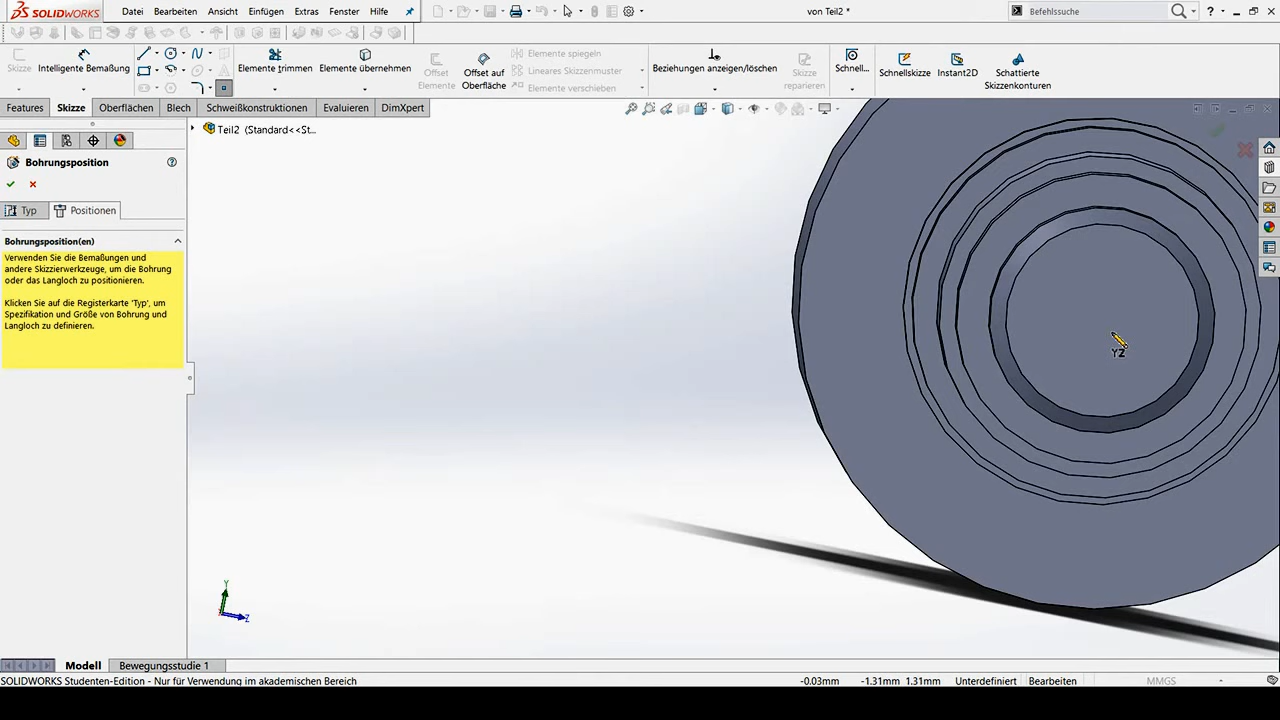 SOLIDWORKS Datei Bearbeiten Ansicht Einfügen Extras Fenster Hilfe von Teil2 * Befehlssuche
Skizze Intelligente Bemaßung Elemente trimmen Elemente übernehmen Offset Elemente Offset auf Oberfläche Elemente spiegeln Beziehungen anzeigen/löschen Skizze reparieren Schnell... Schnellskizze Instant2D Schattierte Skizzenkonturen
Lineares Skizzenmuster
Elemente verschieben
Features Skizze Oberflächen Blech Schweißkonstruktionen Evaluieren DimXpert
Teil2 (Standard<<St...
Bohrungsposition
Typ Positionen
Bohrungsposition(en)
Verwenden Sie die Bemaßungen und
andere Skizzierwerkzeuge, um die Bohrung
oder das Langloch zu positionieren.
Klicken Sie auf die Registerkarte 'Typ', um
Spezifikation und Größe von Bohrung und
Langloch zu definieren.
YZ
Y
Z
Modell Bewegungsstudie 1
SOLIDWORKS Studenten-Edition - Nur für Verwendung im akademischen Bereich -0.03mm -1.31mm 1.31mm Unterdefiniert Bearbeiten MMGS -